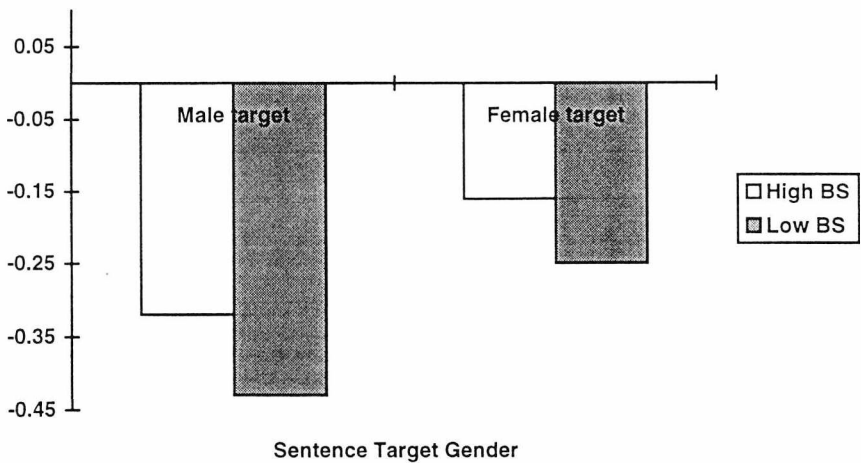 0.05
-0.05
-0.15
-0.25
-0.35
-0.45
Male target
Female target
High BS
Low BS
Sentence Target Gender